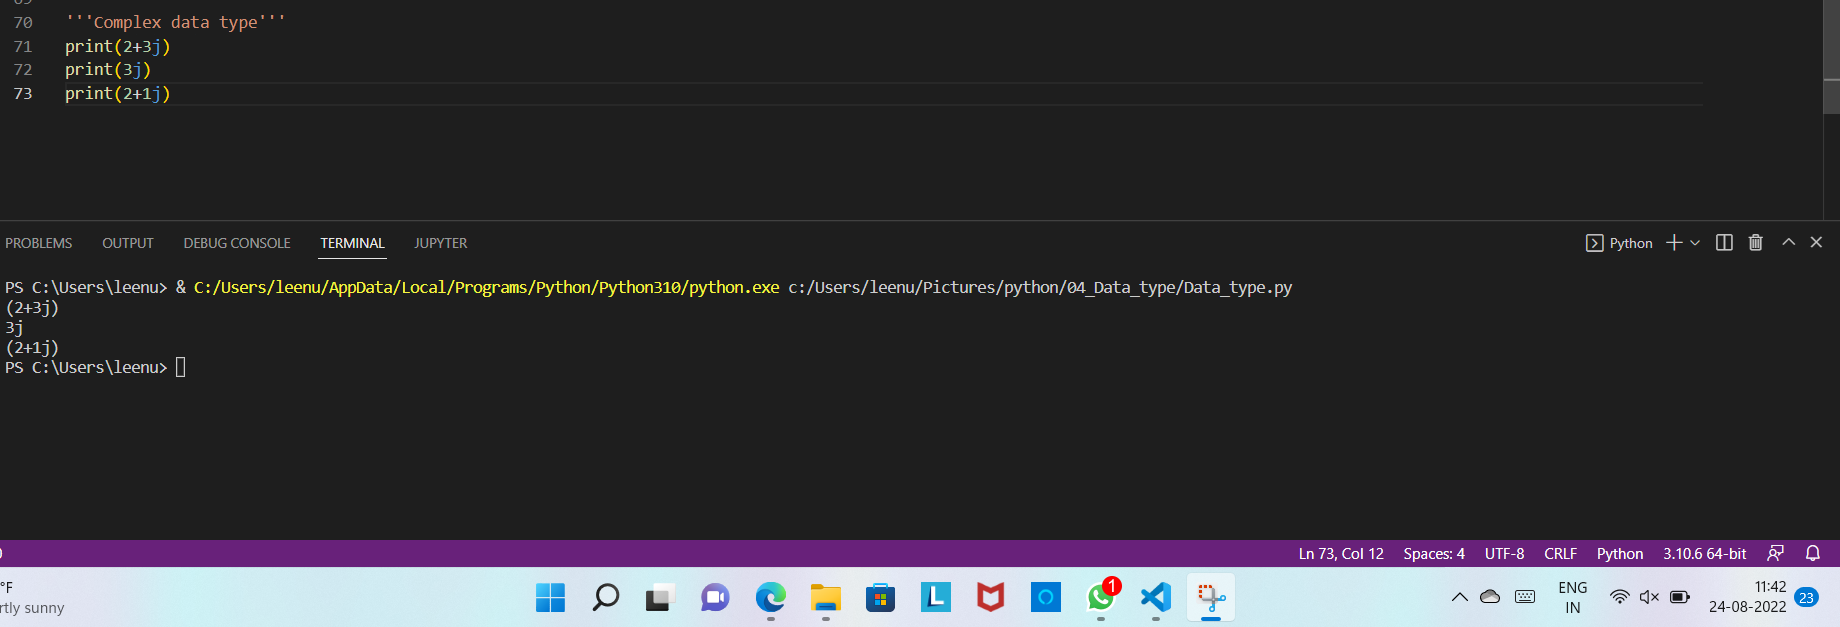 70 '''Complex data type'''
71 print(2+3j)
72 print(3j)
73 print(2+1j)
PROBLEMS OUTPUT DEBUG CONSOLE TERMINAL JUPYTER Python
PS C:\Users\leenu> & C:/Users/leenu/AppData/Local/Programs/Python/Python310/python.exe c:/Users/leenu/Pictures/python/04_Data_type/Data_type.py
(2+3j)
3j
(2+1j)
PS C:\Users\leenu>
Ln 73, Col 12 Spaces: 4 UTF-8 CRLF Python 3.10.6 64-bit
°F
rtly sunny
L
1
ENG
IN
11:42
24-08-2022
23